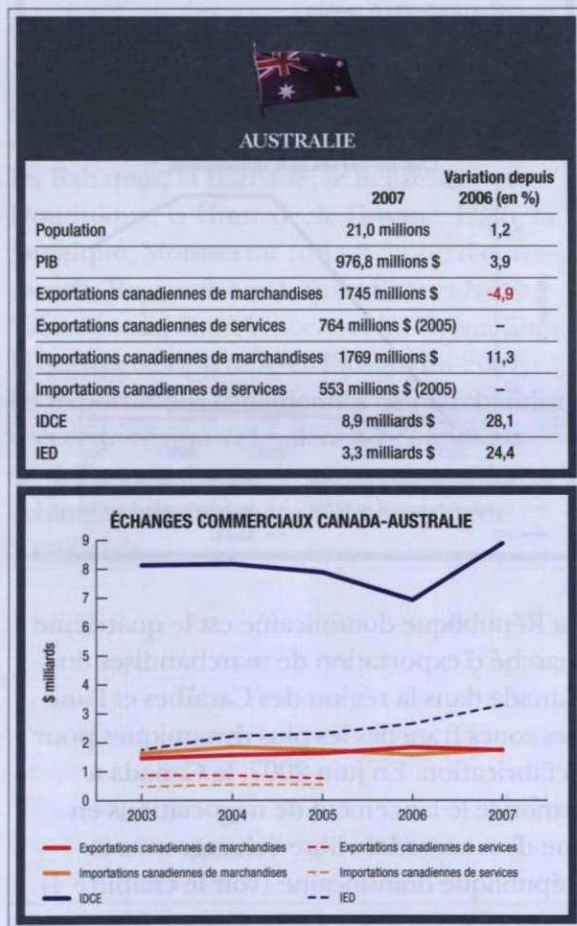 AUSTRALIE
2007 Variation depuis 2006 (en %)
Population 21,0 millions 1,2
PIB 976,8 millions $ 3,9
Exportations canadiennes de marchandises 1745 millions $ -4,9
Exportations canadiennes de services 764 millions $ (2005) –
Importations canadiennes de marchandises 1769 millions $ 11,3
Importations canadiennes de services 553 millions $ (2005) –
IDCE 8,9 milliards $ 28,1
IED 3,3 milliards $ 24,4
ÉCHANGES COMMERCIAUX CANADA-AUSTRALIE
$ milliards
9
8
7
6
5
4
3
2
1
0
2003 2004 2005 2006 2007
Exportations canadiennes de marchandises Exportations canadiennes de services
Importations canadiennes de marchandises Importations canadiennes de services
IDCE IED